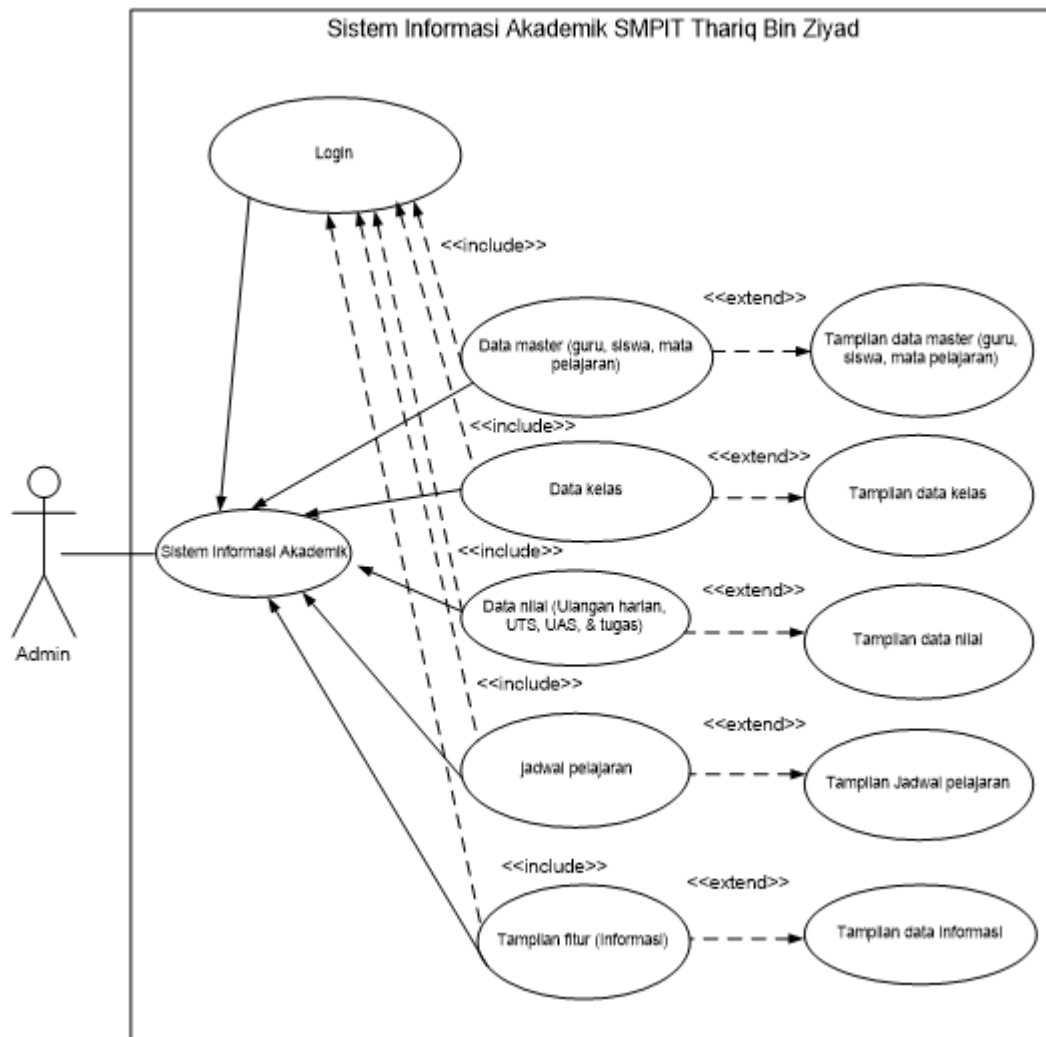 Sistem Informasi Akademik SMPIT Thariq Bin Ziyad
Login
<<include>>
<<extend>>
Data master (guru, siswa, mata
pelajaran)
Tampilan data master (guru,
siswa, mata pelajaran)
<<include>>
<<extend>>
Data kelas
Tampilan data kelas
Sistem Informasi Akademik
Admin
<<include>>
<<extend>>
Data nilai (Ulangan harian,
UTS, UAS, & tugas)
Tampilan data nilai
<<include>>
<<extend>>
Jadwal pelajaran
Tampilan Jadwal pelajaran
<<include>>
<<extend>>
Tampilan fitur (informasi)
Tampilan data informasi